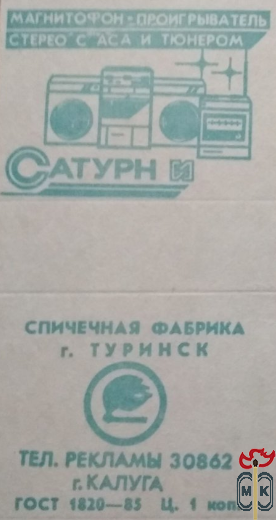 МАГНИТОФОН-ПРОИГРЫВАТЕЛЬ
СТЕРЕО С АСА И ТЮНЕРОМ
САТУРН
СПИЧЕЧНАЯ ФАБРИКА
г. ТУРИНСК
ТЕЛ. РЕКЛАМЫ 30862
г. КАЛУГА
ГОСТ 1820—85 Ц. 1 коп.
МК